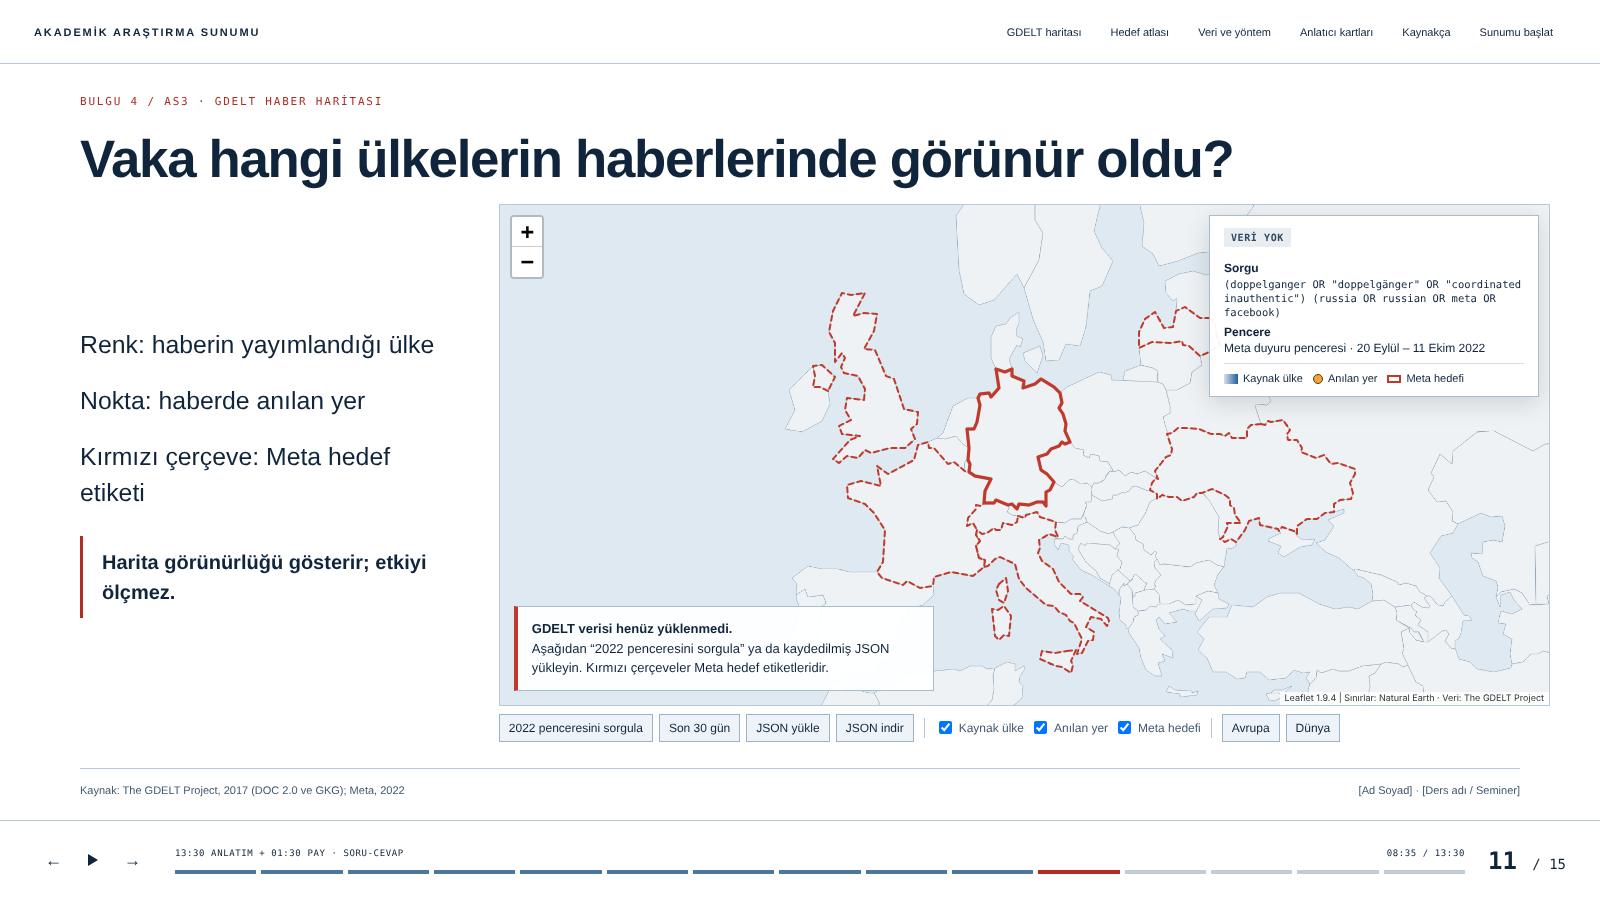 AKADEMİK ARAŞTIRMA SUNUMU
GDELT haritası
Hedef atlası
Veri ve yöntem
Anlatıcı kartları
Kaynakça
Sunumu başlat
BULGU 4 / AS3 · GDELT HABER HARİTASI
Vaka hangi ülkelerin haberlerinde görünür oldu?
Renk: haberin yayımlandığı ülke
Nokta: haberde anılan yer
Kırmızı çerçeve: Meta hedef
etiketi
Harita görünürlüğü gösterir; etkiyi
ölçmez.
+
−
VERİ YOK
Sorgu
(doppelganger OR "doppelgänger" OR "coordinated
inauthentic") (russia OR russian OR meta OR
facebook)
Pencere
Meta duyuru penceresi · 20 Eylül – 11 Ekim 2022
Kaynak ülke
Anılan yer
Meta hedefi
GDELT verisi henüz yüklenmedi.
Aşağıdan “2022 penceresini sorgula” ya da kaydedilmiş JSON
yükleyin. Kırmızı çerçeveler Meta hedef etiketleridir.
Leaflet 1.9.4 | Sınırlar: Natural Earth · Veri: The GDELT Project
2022 penceresini sorgula
Son 30 gün
JSON yükle
JSON indir
Kaynak ülke
Anılan yer
Meta hedefi
Avrupa
Dünya
Kaynak: The GDELT Project, 2017 (DOC 2.0 ve GKG); Meta, 2022
[Ad Soyad] · [Ders adı / Seminer]
← →
13:30 ANLATIM + 01:30 PAY · SORU-CEVAP
08:35 / 13:30
11 / 15